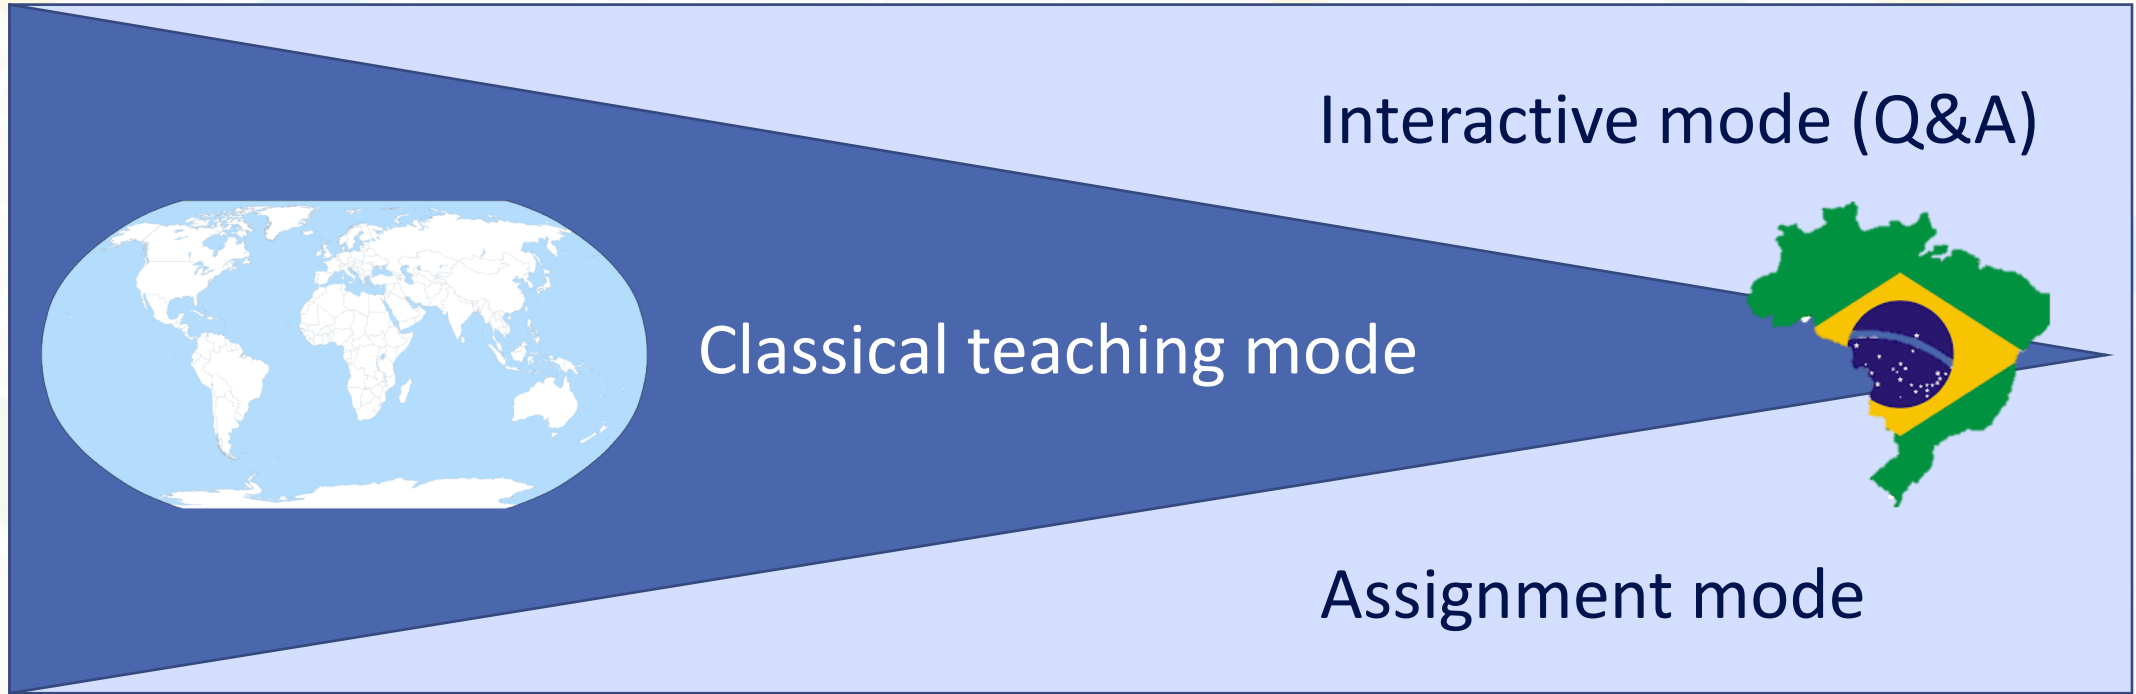 Interactive mode (Q&A)
Classical teaching mode
Assignment mode